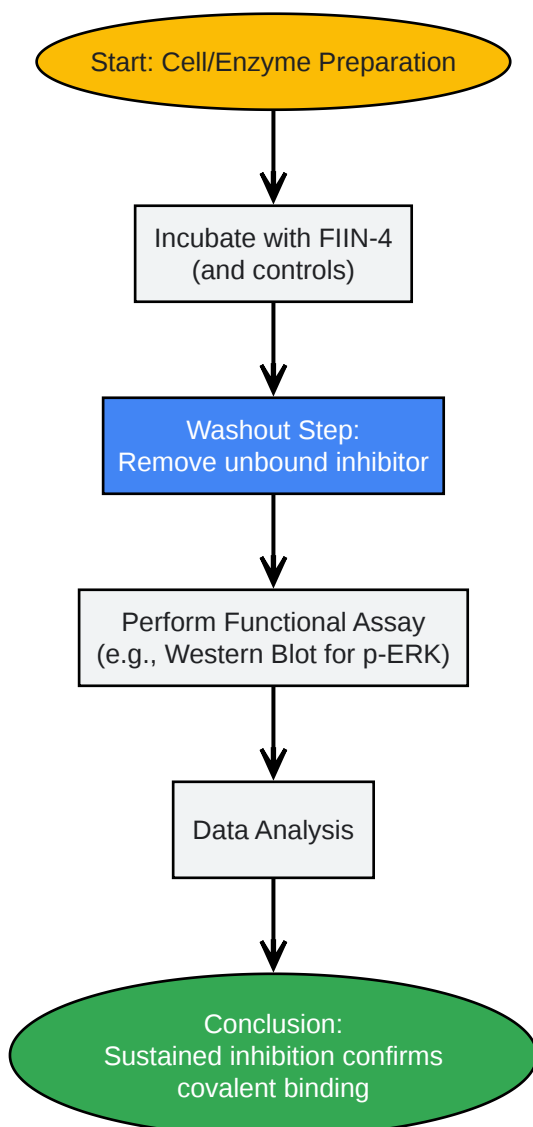 Start: Cell/Enzyme Preparation
Incubate with FIIN-4
(and controls)
Washout Step:
Remove unbound inhibitor
Perform Functional Assay
(e.g., Western Blot for p-ERK)
Data Analysis
Conclusion:
Sustained inhibition confirms
covalent binding